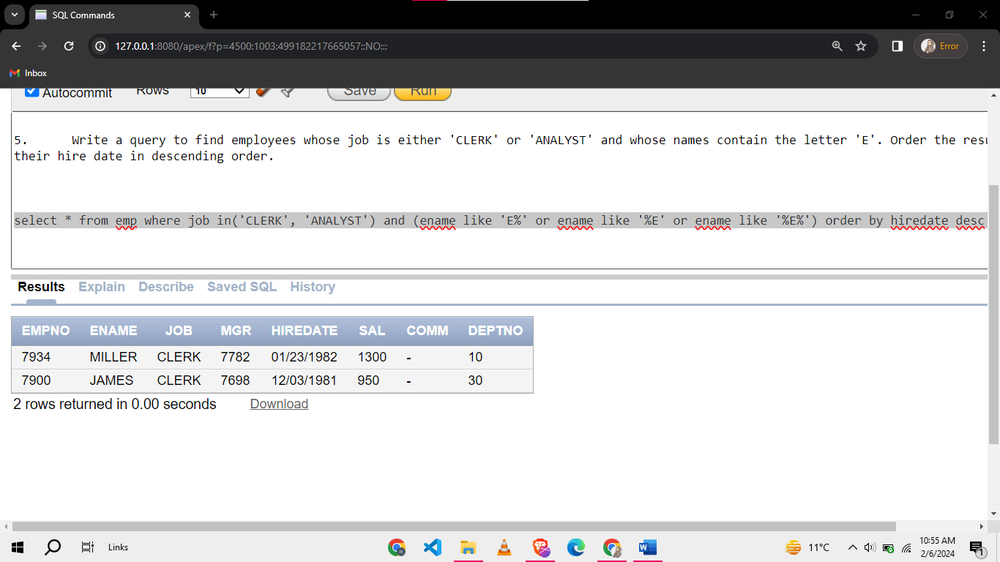 SQL Commands
127.0.0.1:8080/apex/f?p=4500:1003:499182217665057::NO:::
Error
Inbox
Autocommit Rows 10 Save Run
5. Write a query to find employees whose job is either 'CLERK' or 'ANALYST' and whose names contain the letter 'E'. Order the resu
their hire date in descending order.
select * from emp where job in('CLERK', 'ANALYST') and (ename like 'E%' or ename like '%E' or ename like '%E%') order by hiredate desc
Results Explain Describe Saved SQL History
EMPNO ENAME JOB MGR HIREDATE SAL COMM DEPTNO
7934 MILLER CLERK 7782 01/23/1982 1300 - 10
7900 JAMES CLERK 7698 12/03/1981 950 - 30
2 rows returned in 0.00 seconds Download
Links
11°C
10:55 AM
2/6/2024
1